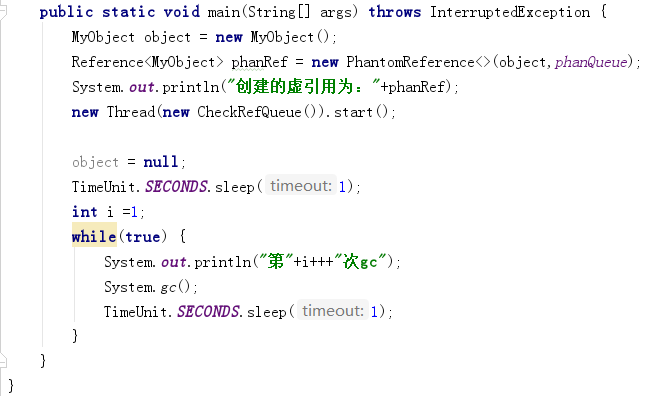 public static void main(String[] args) throws InterruptedException {
MyObject object = new MyObject();
Reference<MyObject> phanRef = new PhantomReference<>(object,phanQueue);
System.out.println("创建的虚引用为："+phanRef);
new Thread(new CheckRefQueue()).start();
object = null;
TimeUnit.SECONDS.sleep( timeout: 1);
int i =1;
while(true) {
System.out.println("第"+i+++"次gc");
System.gc();
TimeUnit.SECONDS.sleep( timeout: 1);
}
}
}